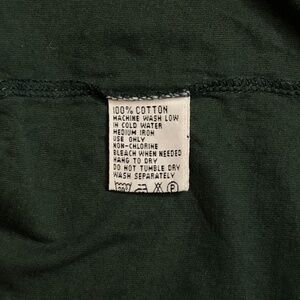 100% COTTON
MACHINE WASH LOW
IN COLD WATER
MEDIUM IRON
USE ONLY
NON-CHLORINE
BLEACH WHEN NEEDED
HANG TO DRY
DO NOT TUMBLE DRY
WASH SEPARATELY
P